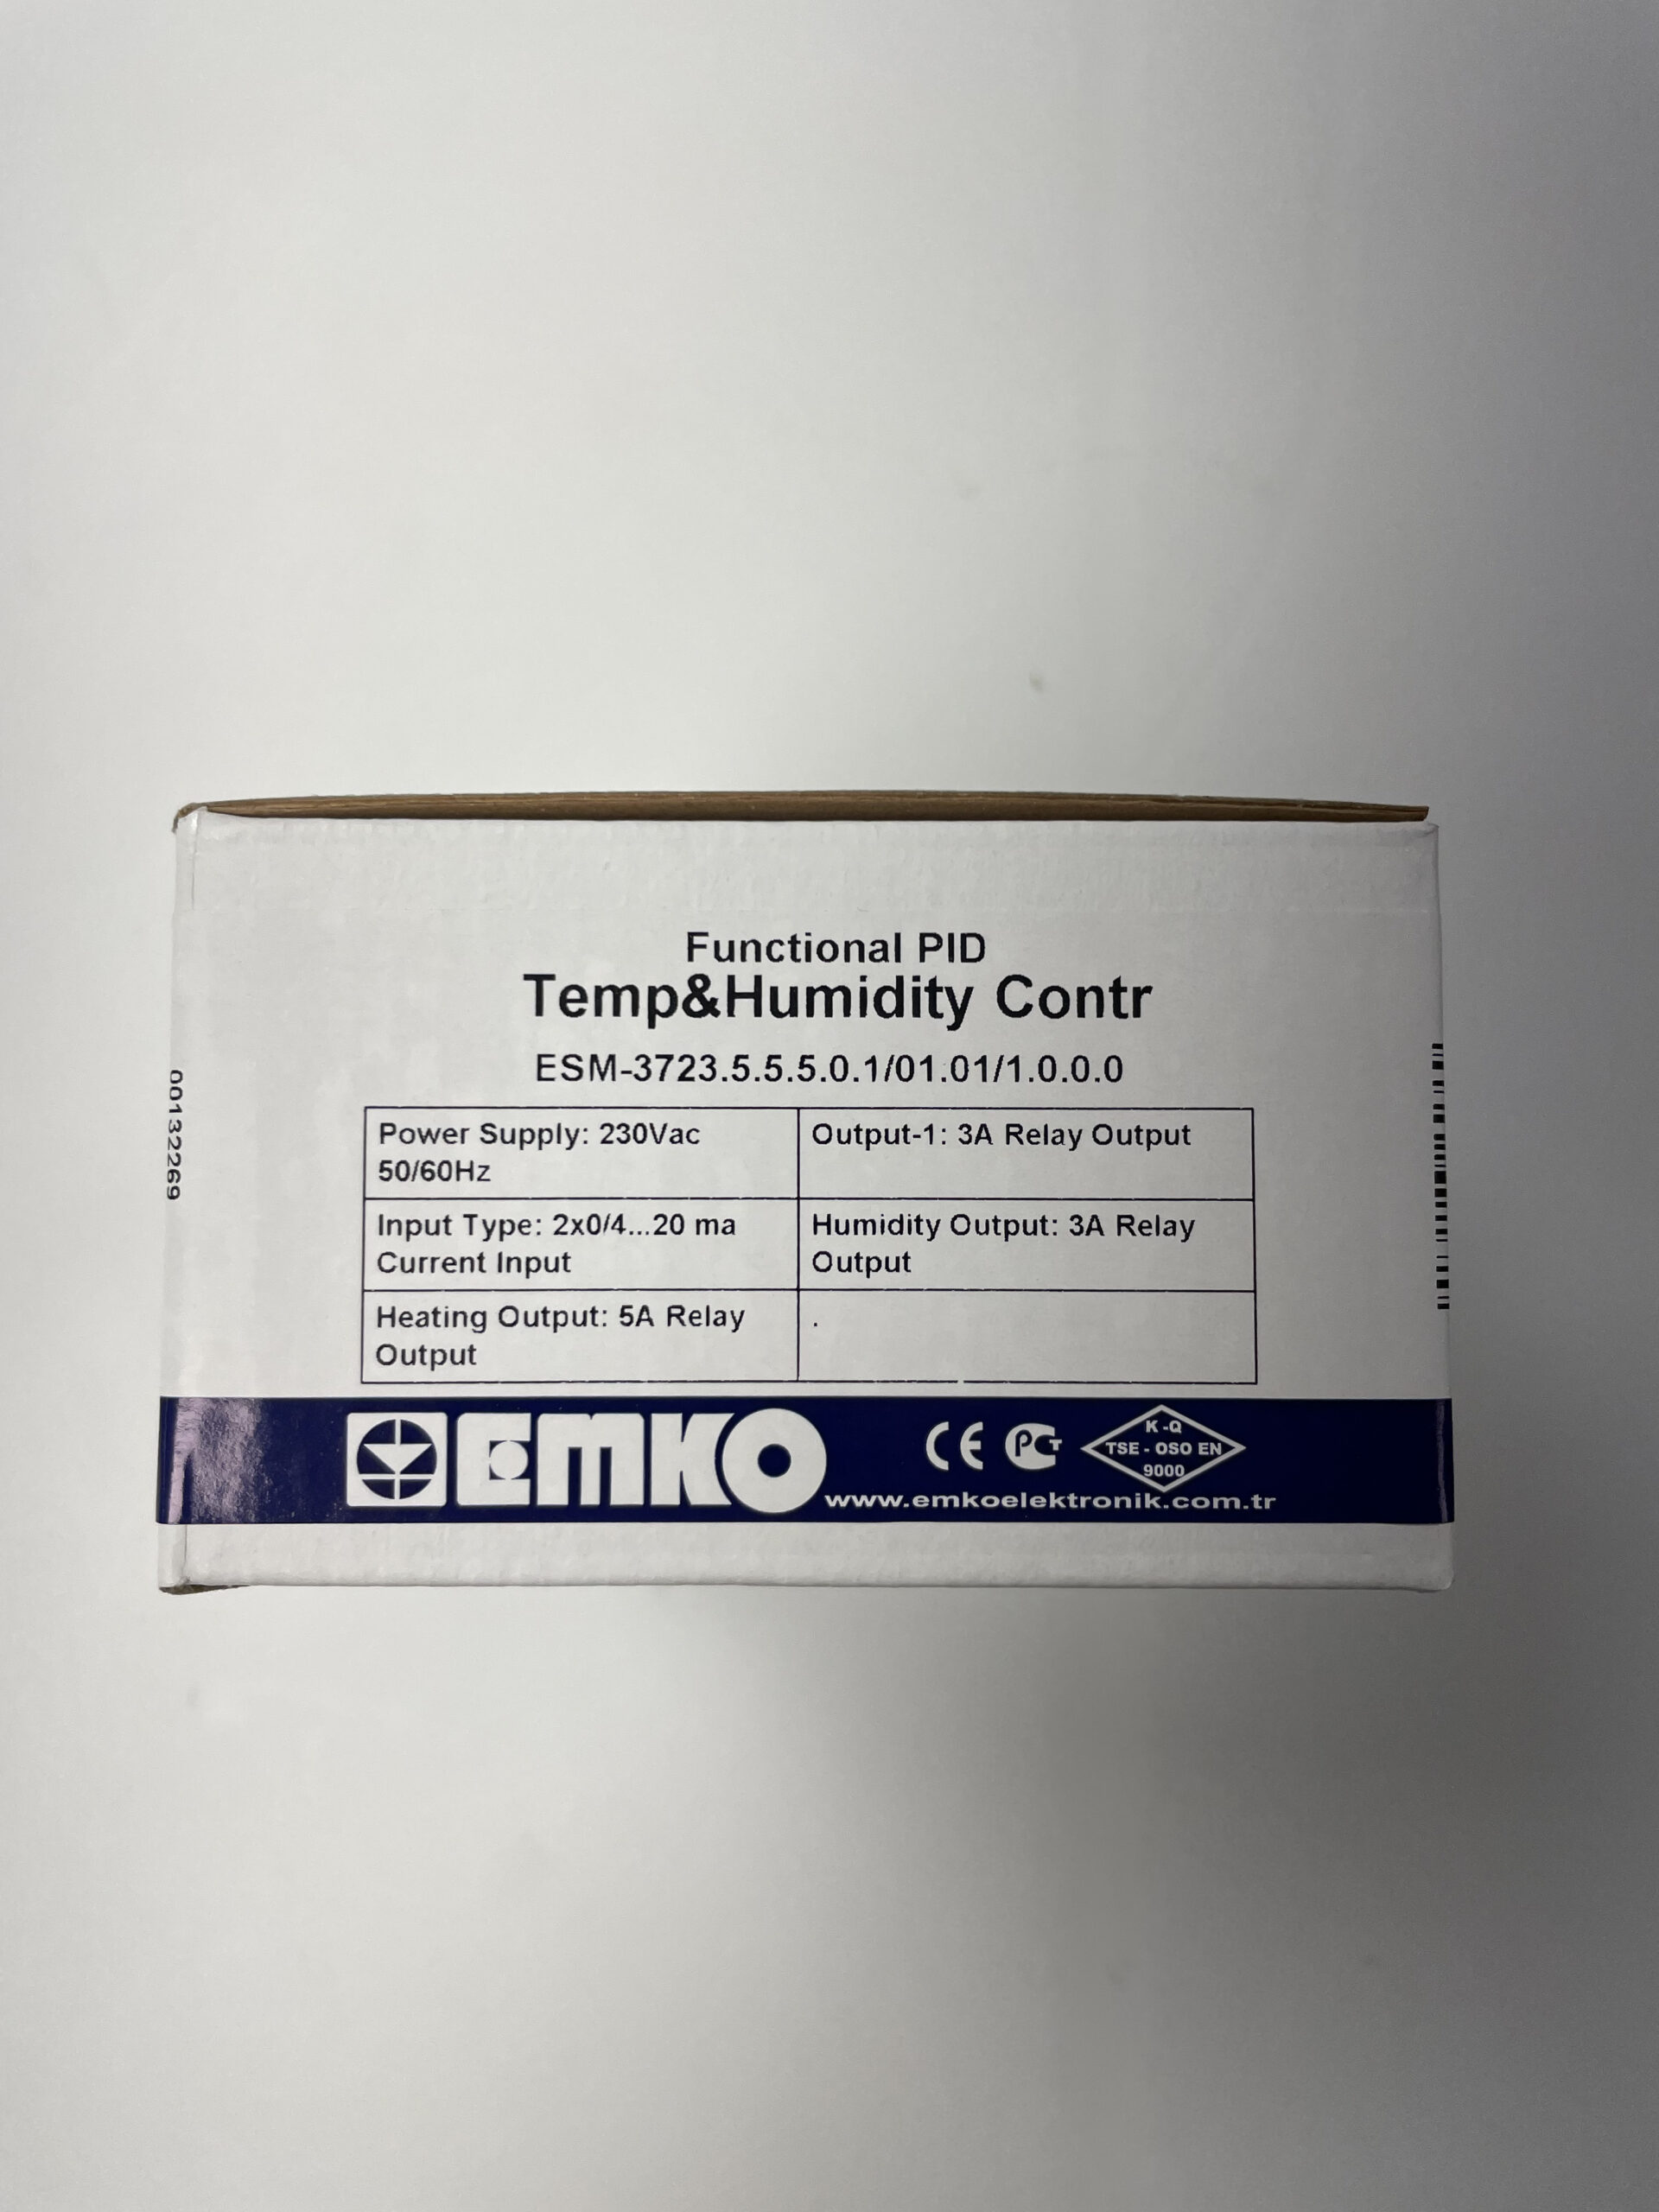 Functional PID
Temp&Humidity Contr
ESM-3723.5.5.5.0.1/01.01/1.0.0.0
00132269
Power Supply: 230Vac
50/60Hz
Output-1: 3A Relay Output
Input Type: 2x0/4...20 ma
Current Input
Humidity Output: 3A Relay
Output
Heating Output: 5A Relay
Output
.
EMKO
CE
PCT
K-Q
TSE - OSO EN
9000
www.emkoelektronik.com.tr